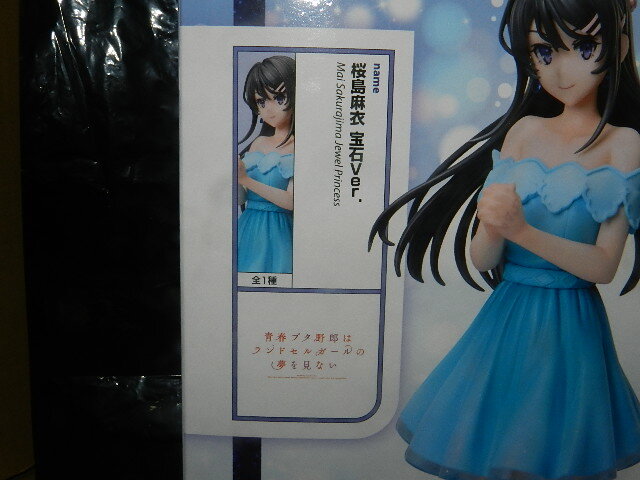 name
桜島麻衣 宝石Ver.
Mai Sakurajima Jewel Princess
全1種
青春ブタ野郎は
ランドセルガールの
夢を見ない